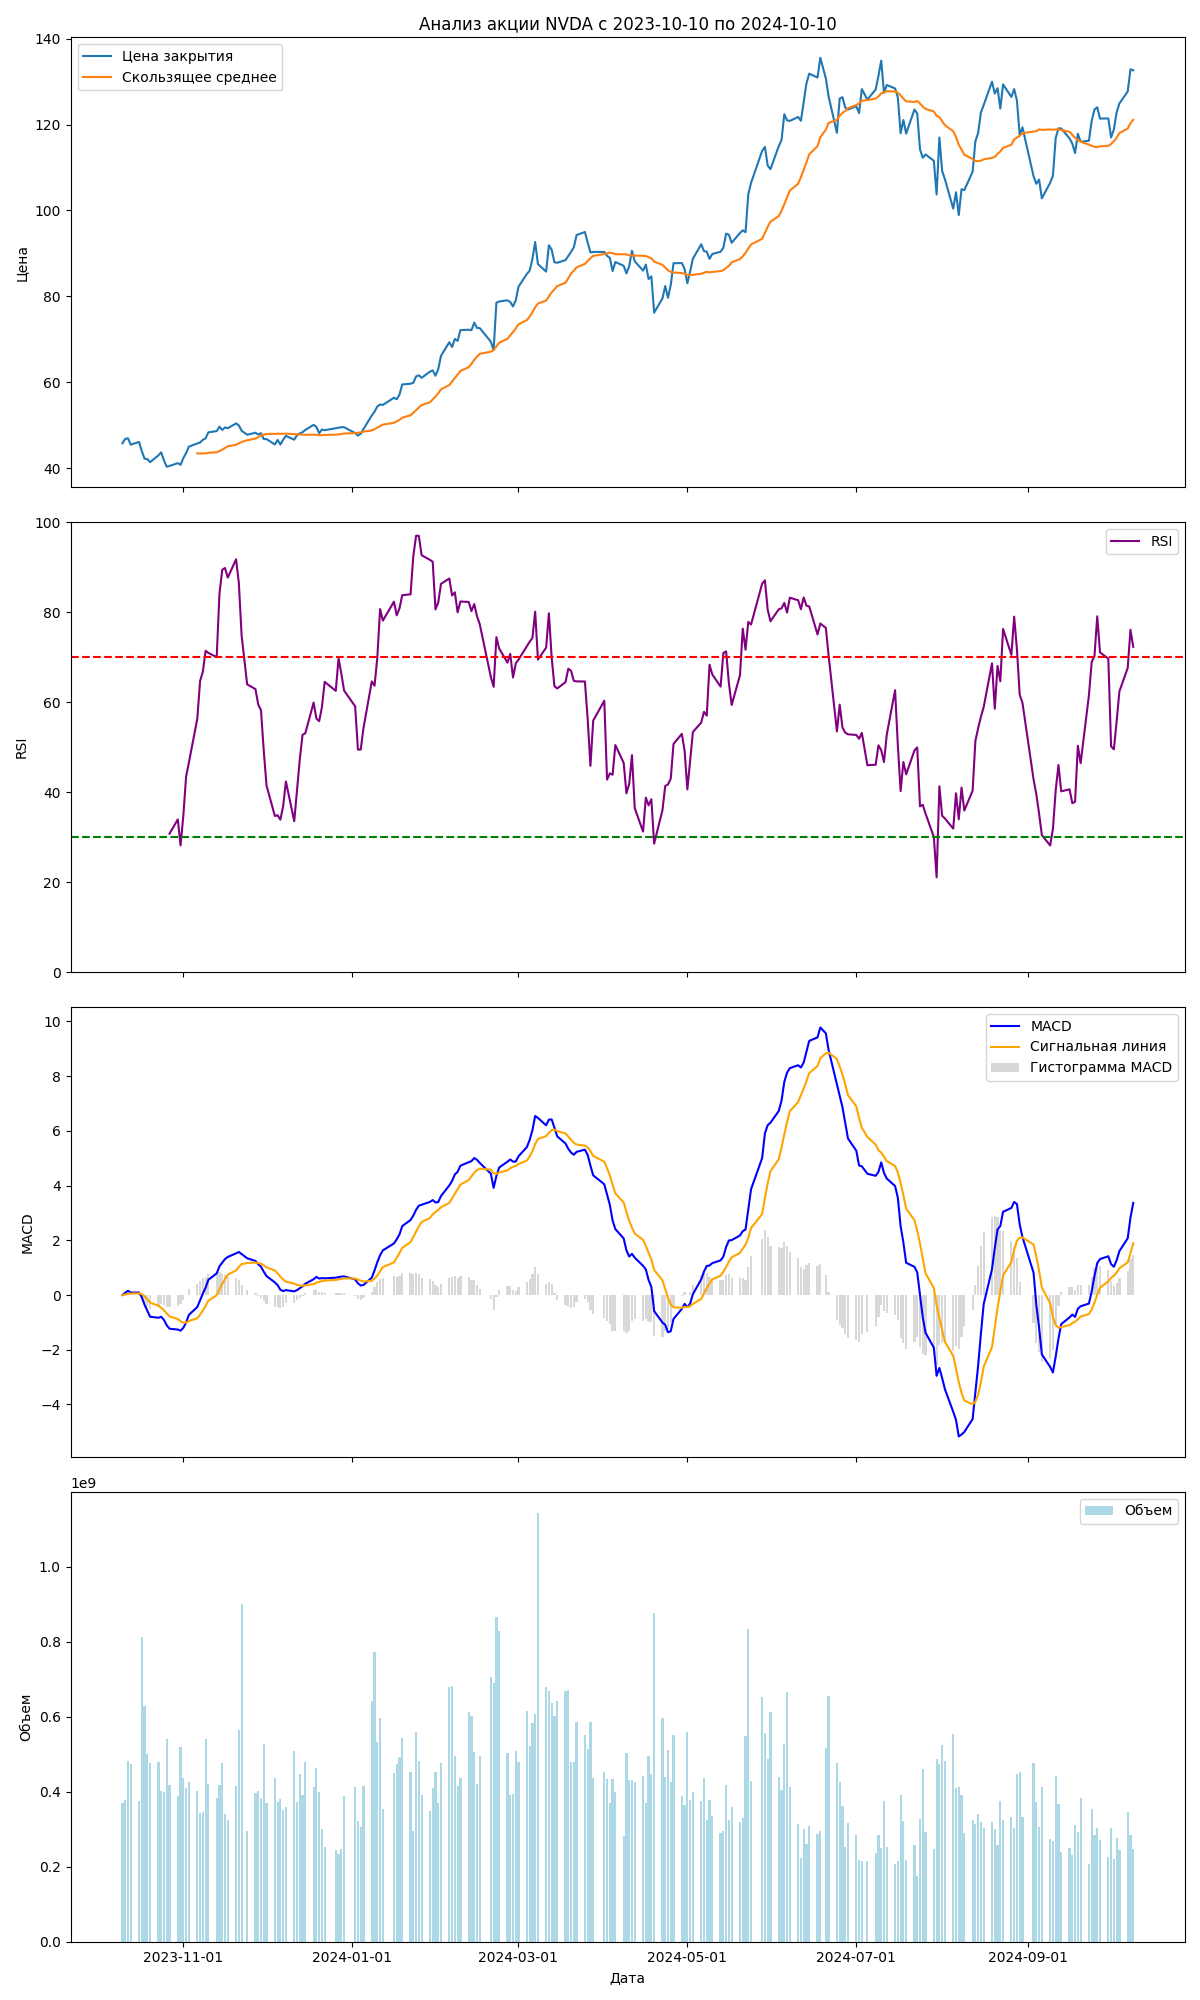 Анализ акции NVDA с 2023-10-10 по 2024-10-10
Цена закрытия
Скользящее среднее
140
120
100
80
60
40
Цена
RSI
100
80
60
40
20
0
RSI
MACD
Сигнальная линия
Гистограмма MACD
10
8
6
4
2
0
−2
−4
MACD
1e9
Объем
1.0
0.8
0.6
0.4
0.2
0.0
Объем
2023-11-01
2024-01-01
2024-03-01
2024-05-01
2024-07-01
2024-09-01
Дата